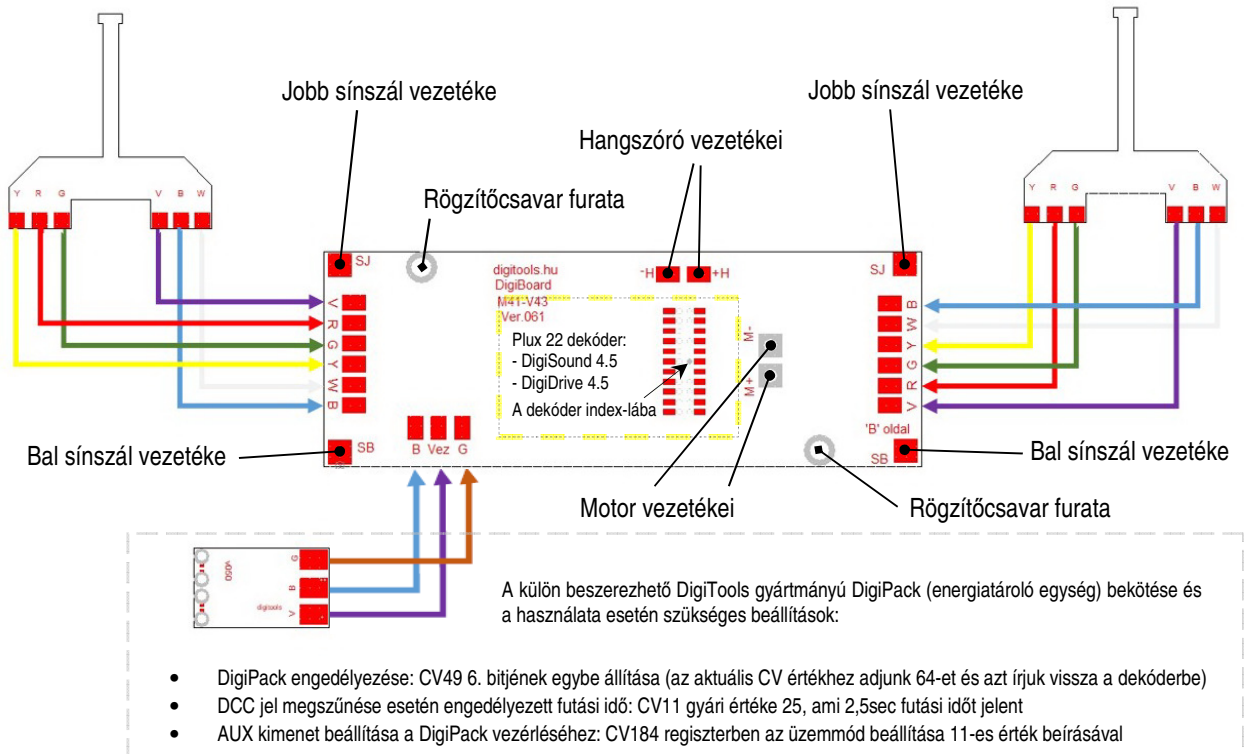 Jobb sínszál vezetéke
Jobb sínszál vezetéke
Hangszóró vezetékei
Rögzítőcsavar furata
Y R G V B W
Y R G V B W
SJ
digitools.hu
DigiBoard
M41-V43
Ver.061
-H
+H
SJ
V
R
G
Y
W
B
Plux 22 dekóder:
- DigiSound 4.5
- DigiDrive 4.5
A dekóder index-lába
M-
M+
B
W
Y
G
R
V
'B' oldal
Bal sínszál vezetéke
SB
B Vez G
SB
Bal sínszál vezetéke
Motor vezetékei
Rögzítőcsavar furata
v050
digitools
G
B
V
A külön beszerezhető DigiTools gyártmányú DigiPack (energiatároló egység) bekötése és
a használata esetén szükséges beállítások:
• DigiPack engedélyezése: CV49 6. bitjének egybe állítása (az aktuális CV értékhez adjunk 64-et és azt írjuk vissza a dekóderbe)
• DCC jel megszűnése esetén engedélyezett futási idő: CV11 gyári értéke 25, ami 2,5sec futási időt jelent
• AUX kimenet beállítása a DigiPack vezérléséhez: CV184 regiszterben az üzemmód beállítása 11-es érték beírásával